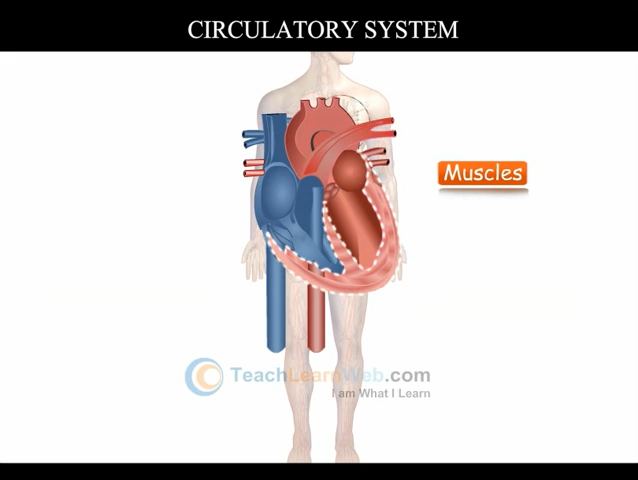 CIRCULATORY SYSTEM
Muscles
TeachLearnWeb.com
I am What I Learn